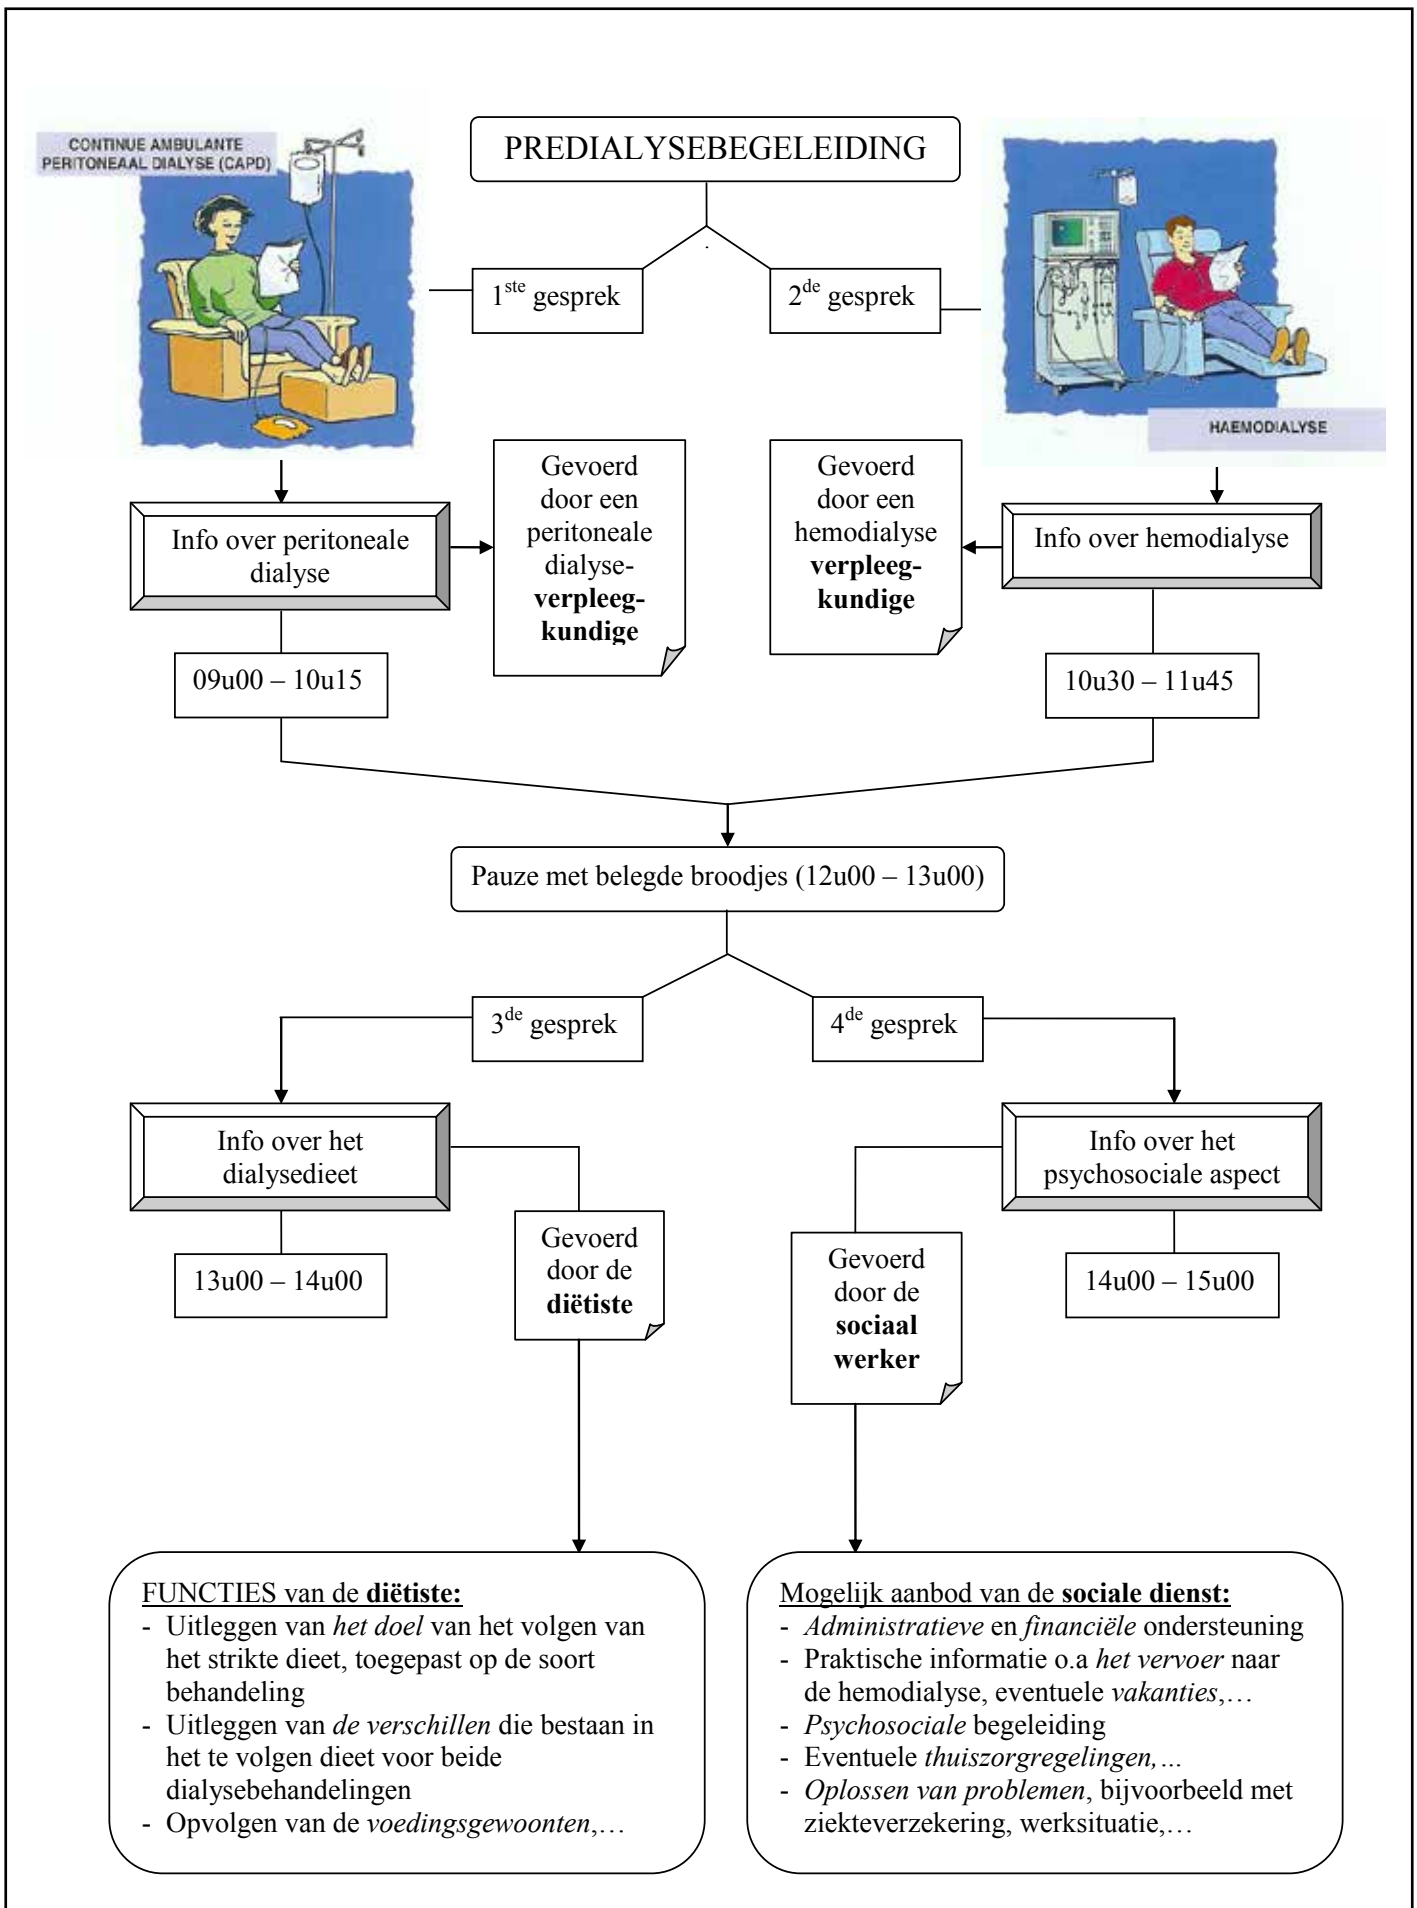 CONTINUE AMBULANTE
PERITONEAAL DIALYSE (CAPD)
PREDIALYSEBEGELEIDING
1ste gesprek
2de gesprek
HAEMODIALYSE
Info over peritoneale
dialyse
Gevoerd
door een
peritoneale
dialyse-
verpleeg-
kundige
Gevoerd
door een
hemodialyse
verpleeg-
kundige
Info over hemodialyse
09u00 – 10u15
10u30 – 11u45
Pauze met belegde broodjes (12u00 – 13u00)
3de gesprek
4de gesprek
Info over het
dialysedieet
Info over het
psychosociale aspect
13u00 – 14u00
Gevoerd
door de
diëtiste
Gevoerd
door de
sociaal
werker
14u00 – 15u00
FUNCTIES van de diëtiste:
- Uitleggen van het doel van het volgen van
het strikte dieet, toegepast op de soort
behandeling
- Uitleggen van de verschillen die bestaan in
het te volgen dieet voor beide
dialysebehandelingen
- Opvolgen van de voedingsgewoonten,…
Mogelijk aanbod van de sociale dienst:
- Administratieve en financiële ondersteuning
- Praktische informatie o.a het vervoer naar
de hemodialyse, eventuele vakanties,…
- Psychosociale begeleiding
- Eventuele thuiszorgregelingen,…
- Oplossen van problemen, bijvoorbeeld met
ziekteverzekering, werksituatie,…